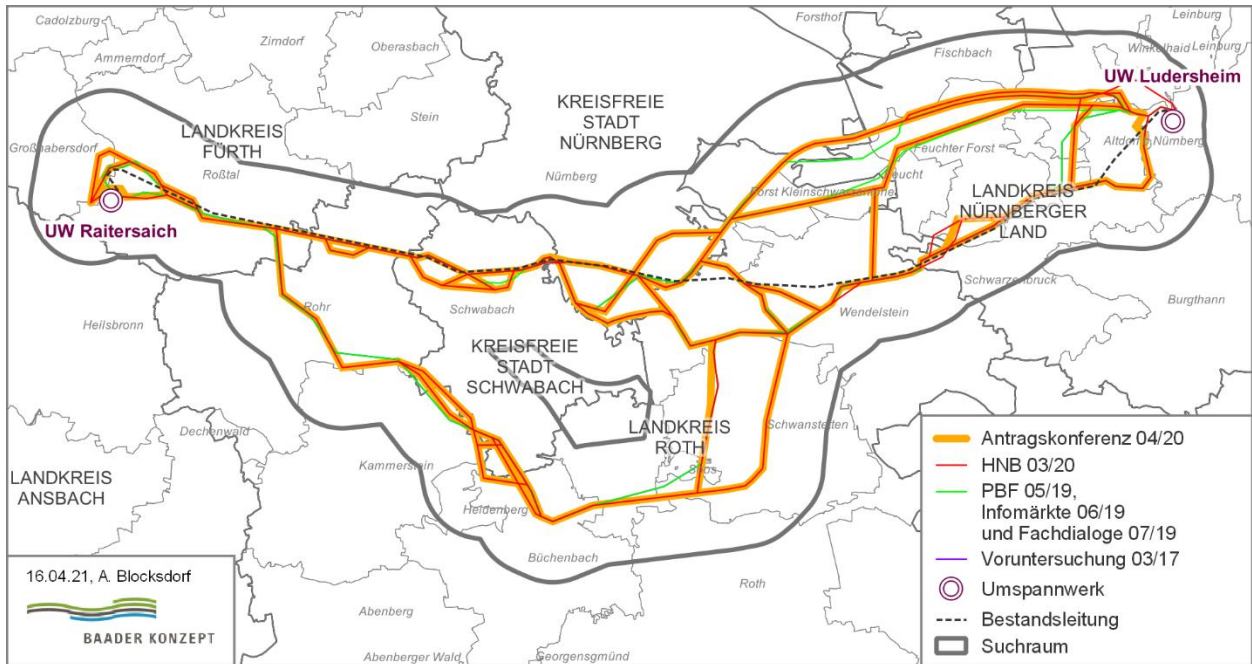 Cadolzburg
Zirndorf
Oberasbach
Forsthof
Leinburg
Ammerndorf
Fischbach
Winkelhaid
Leinburg
UW Ludersheim
Stein
KREISFREIE
STADT
NÜRNBERG
LANDKREIS
FÜRTH
Großhabersdorf
Altdorf
Nürnberg
Feuchter Forst
Roßtal
Nürnberg
Feucht
Forst Kleinschwarzenlohe
LANDKREIS
NÜRNBERGER
LAND
UW Raitersaich
Schwarzenbruck
Rohr
Schwabach
Wendelstein
Burgthann
Heilsbronn
KREISFREIE
STADT
SCHWABACH
LANDKREIS
ROTH
Schwanstetten
Dechenwald
Kammerstein
LANDKREIS
ANSBACH
Heidenberg
Büchenbach
Roth
Abenberg
Abenberger Wald
Georgensgmünd
16.04.21, A. Blocksdorf
BAADER KONZEPT
Antragskonferenz 04/20
HNB 03/20
PBF 05/19,
Infomärkte 06/19
und Fachdialoge 07/19
Voruntersuchung 03/17
Umspannwerk
Bestandsleitung
Suchraum